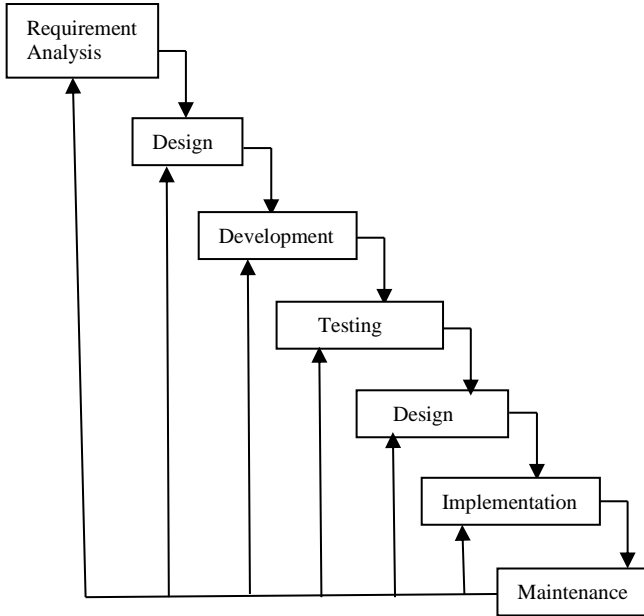 Requirement
Analysis
Design
Development
Testing
Design
Implementation
Maintenance